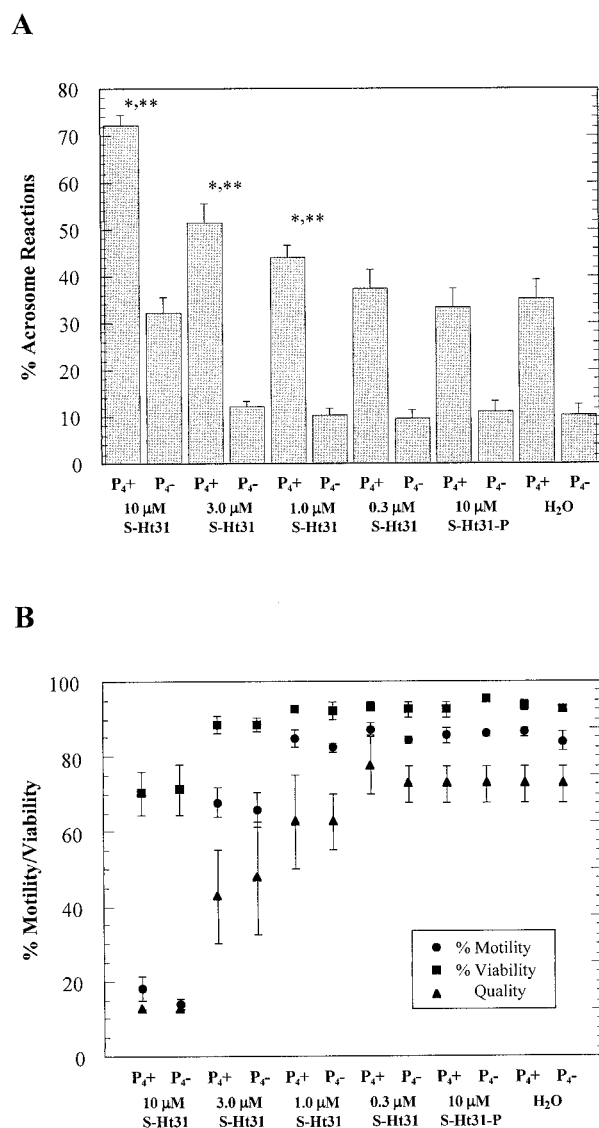 A
% Acrosome Reactions
80
70
60
50
40
30
20
10
0
*,**
*,**
*,**
P₄+ P₄- P₄+ P₄- P₄+ P₄- P₄+ P₄- P₄+ P₄- P₄+ P₄-
10 µM 3.0 µM 1.0 µM 0.3 µM 10 µM H₂O
S-Ht31 S-Ht31 S-Ht31 S-Ht31 S-Ht31-P
B
% Motility/Viability
100
80
60
40
20
0
% Motility
% Viability
Quality
P₄+ P₄- P₄+ P₄- P₄+ P₄- P₄+ P₄- P₄+ P₄- P₄+ P₄-
10 µM 3.0 µM 1.0 µM 0.3 µM 10 µM H₂O
S-Ht31 S-Ht31 S-Ht31 S-Ht31 S-Ht31-P